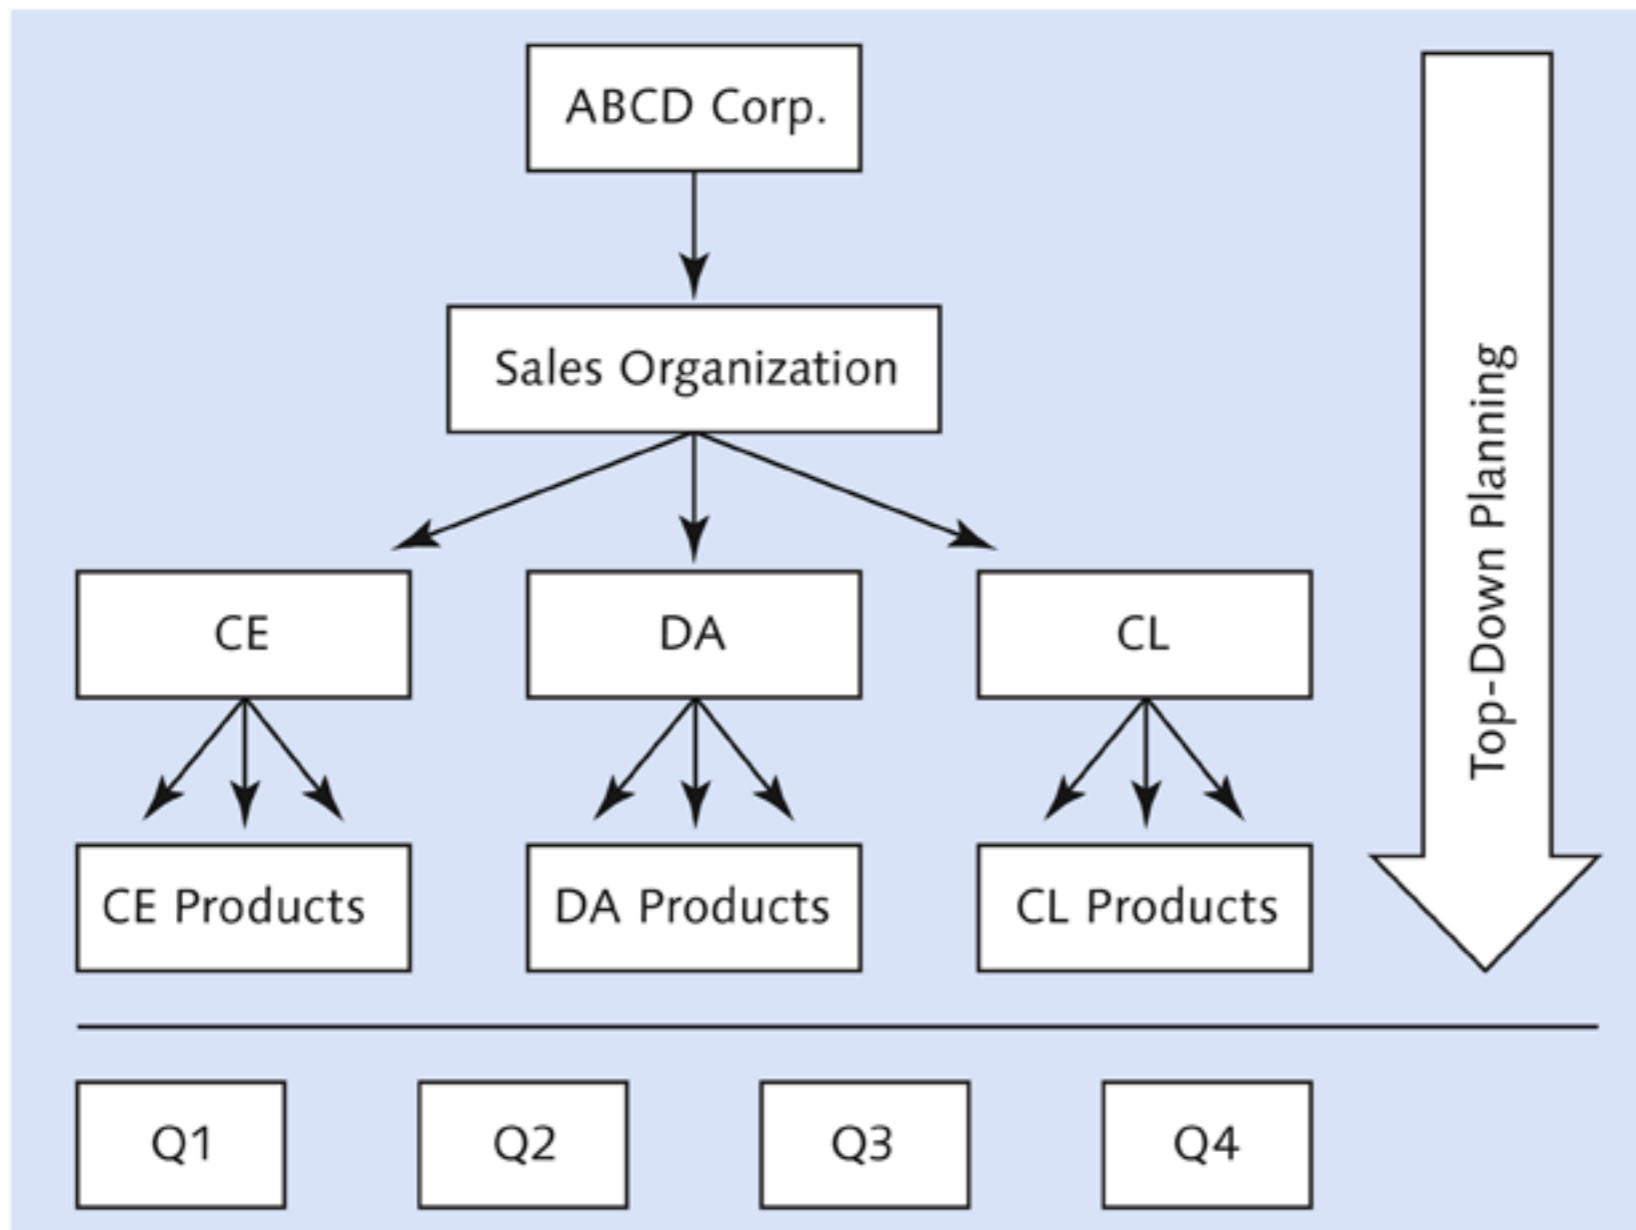 ABCD Corp.
Sales Organization
CE
DA
CL
CE Products
DA Products
CL Products
Top-Down Planning
Q1
Q2
Q3
Q4